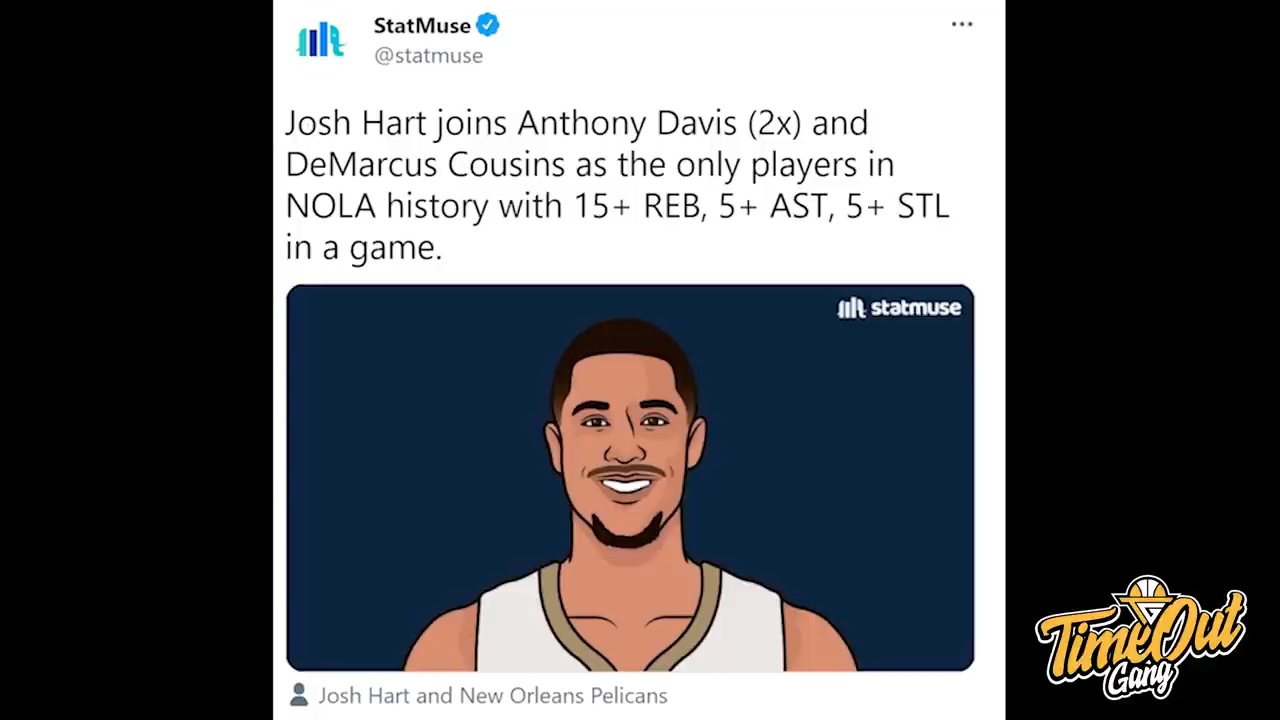 StatMuse
@statmuse
Josh Hart joins Anthony Davis (2x) and
DeMarcus Cousins as the only players in
NOLA history with 15+ REB, 5+ AST, 5+ STL
in a game.
statmuse
Josh Hart and New Orleans Pelicans
TimeOut
Gang